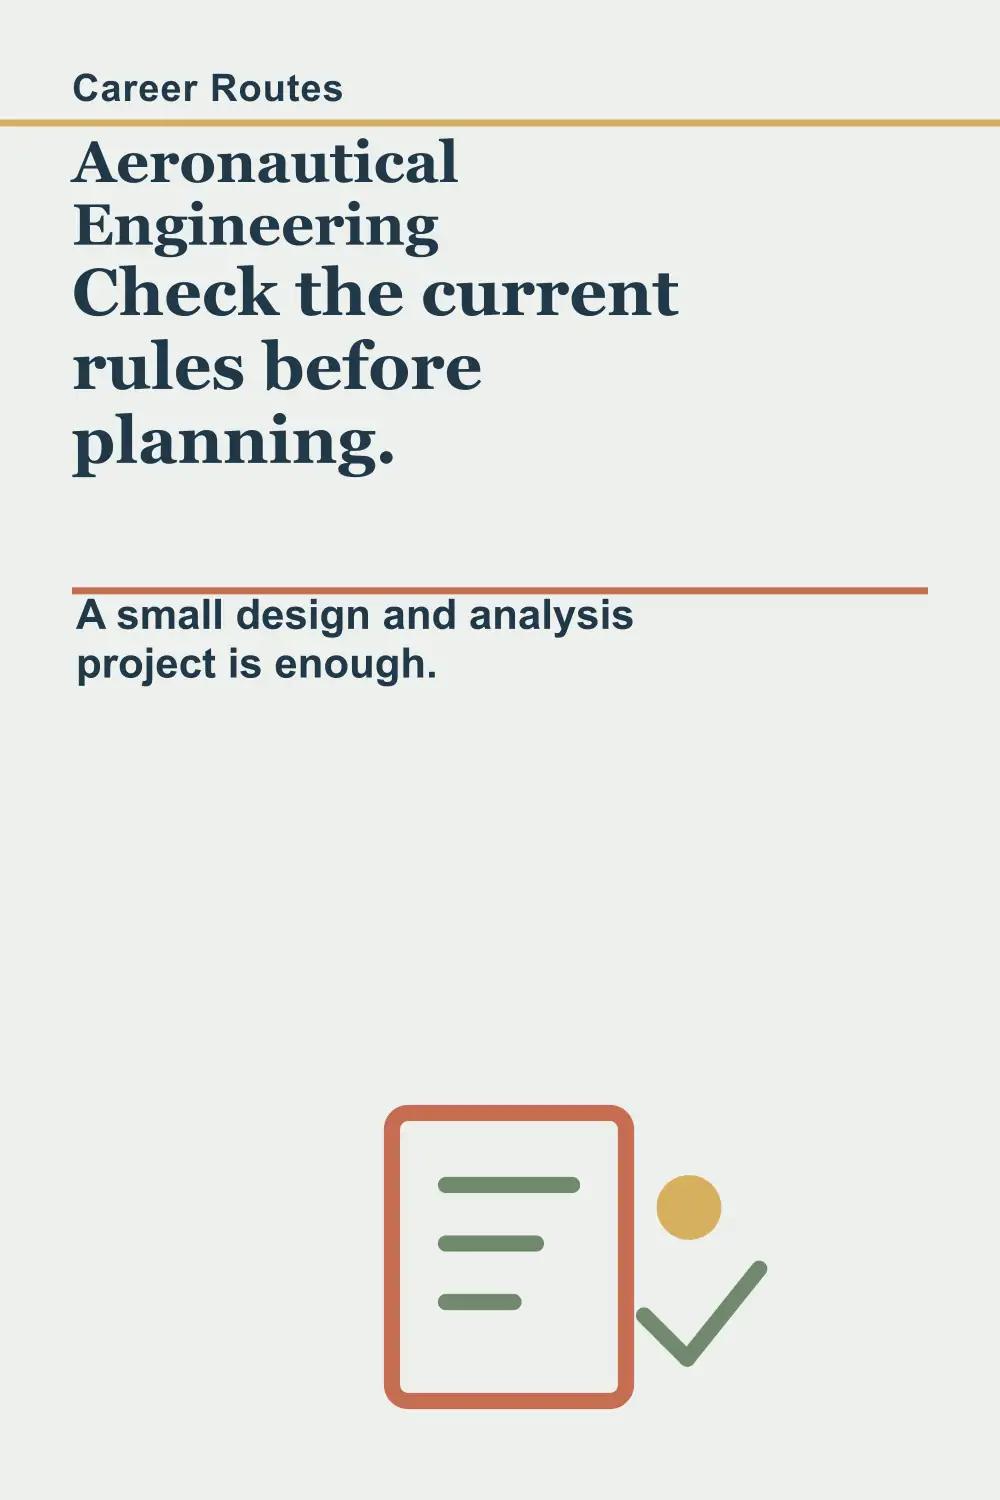 Career Routes
Aeronautical
Engineering
Check the current
rules before
planning.
A small design and analysis
project is enough.